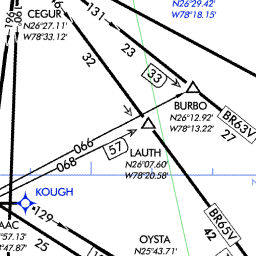 N26°29.42'
W78°18.15'
CEGUR
N26°27.11'
W78°33.12'
196
061
131
23
32
33
BURBO
N26°12.92'
W78°13.22'
BR63V
27
066
068
57
LAUTH
N26°07.60'
W78°20.58'
KOUGH
129
BR65V
42
AAC
57.13'
47.87'
25
OYSTA
N25°43.71'